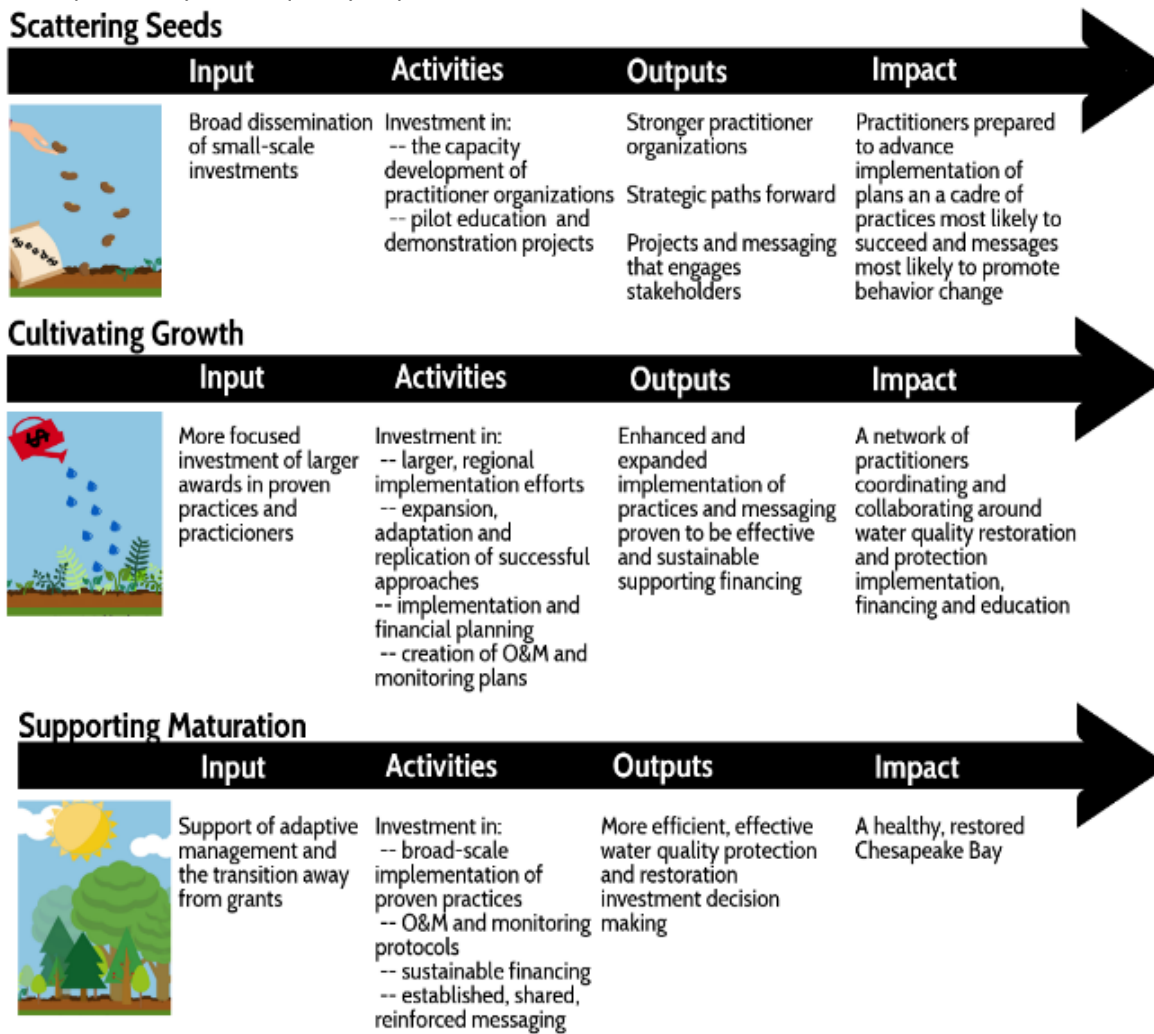 Scattering Seeds
Input Activities Outputs Impact
Broad dissemination
of small-scale
investments
Investment in:
-- the capacity
development of
practitioner organizations
-- pilot education and
demonstration projects
Stronger practitioner
organizations
Strategic paths forward
Projects and messaging
that engages
stakeholders
Practitioners prepared
to advance
implementation of
plans an a cadre of
practices most likely to
succeed and messages
most likely to promote
behavior change
Cultivating Growth
Input Activities Outputs Impact
$
More focused
investment of larger
awards in proven
practices and
practicioners
Investment in:
-- larger, regional
implementation efforts
-- expansion,
adaptation and
replication of successful
approaches
-- implementation and
financial planning
-- creation of O&M and
monitoring plans
Enhanced and
expanded
implementation of
practices and messaging
proven to be effective
and sustainable
supporting financing
A network of
practitioners
coordinating and
collaborating around
water quality restoration
and protection
implementation,
financing and education
Supporting Maturation
Input Activities Outputs Impact
Support of adaptive
management and
the transition away
from grants
Investment in:
-- broad-scale
implementation of
proven practices
-- O&M and monitoring
protocols
-- sustainable financing
-- established, shared,
reinforced messaging
More efficient, effective
water quality protection
and restoration
investment decision
making
A healthy, restored
Chesapeake Bay